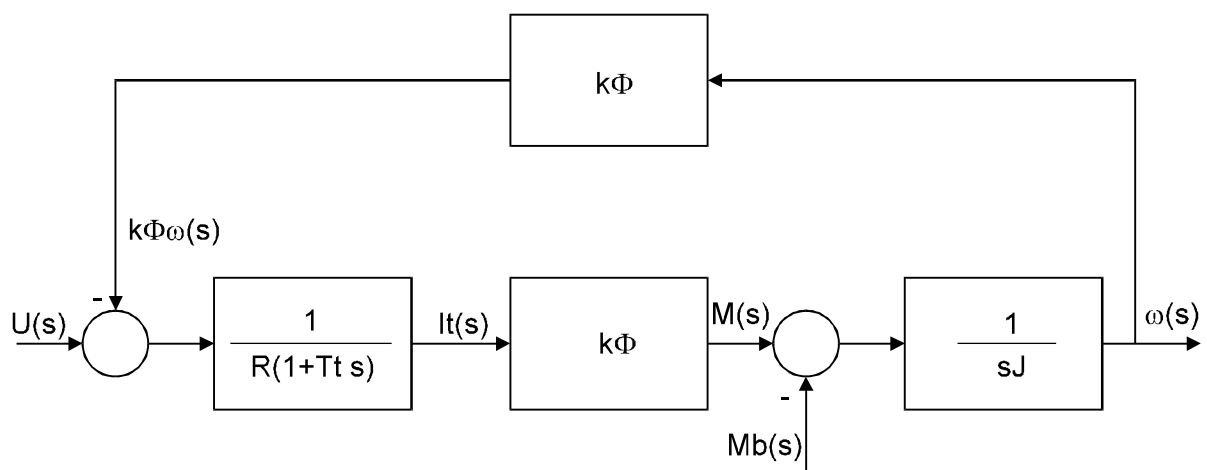 kΦ
kΦω(s)
-
U(s)
1
R(1+Tt s)
It(s)
kΦ
M(s)
-
Mb(s)
1
sJ
ω(s)